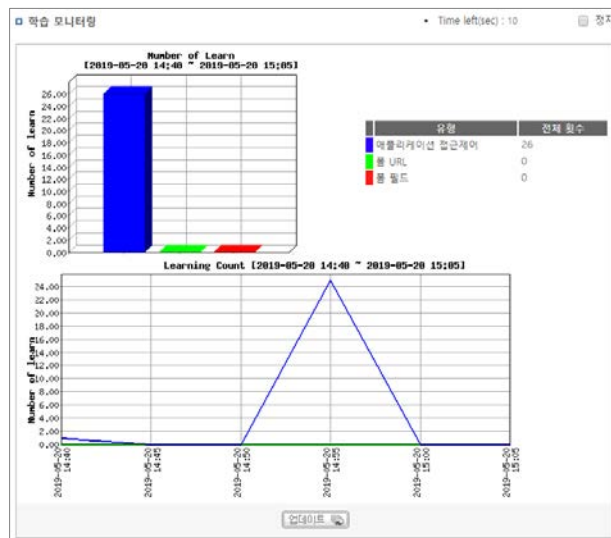 학습 모니터링
• Time left(sec) : 10
정지
Number of Learn
[2019-05-20 14:40 ~ 2019-05-20 15:05]
Number of learn
26.00
24.00
22.00
20.00
18.00
16.00
14.00
12.00
10.00
8.00
6.00
4.00
2.00
0.00
유형 전체 횟수
애플리케이션 접근제어 26
폼 URL 0
폼 필드 0
Learning Count [2019-05-20 14:40 ~ 2019-05-20 15:05]
Number of learn
24.00
22.00
20.00
18.00
16.00
14.00
12.00
10.00
8.00
6.00
4.00
2.00
0.00
2019-05-20 14:40
2019-05-20 14:45
2019-05-20 14:50
2019-05-20 14:55
2019-05-20 15:00
2019-05-20 15:05
업데이트